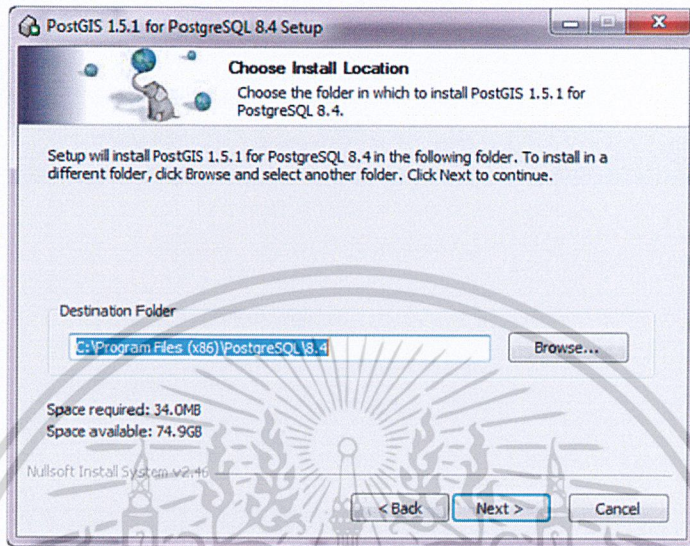 PostGIS 1.5.1 for PostgreSQL 8.4 Setup
Choose Install Location
Choose the folder in which to install PostGIS 1.5.1 for
PostgreSQL 8.4.
Setup will install PostGIS 1.5.1 for PostgreSQL 8.4 in the following folder. To install in a
different folder, click Browse and select another folder. Click Next to continue.
Destination Folder
C:\Program Files (x86)\PostgreSQL\8.4
Browse...
Space required: 34.0MB
Space available: 74.9GB
Nullsoft Install System v2.46
< Back
Next >
Cancel